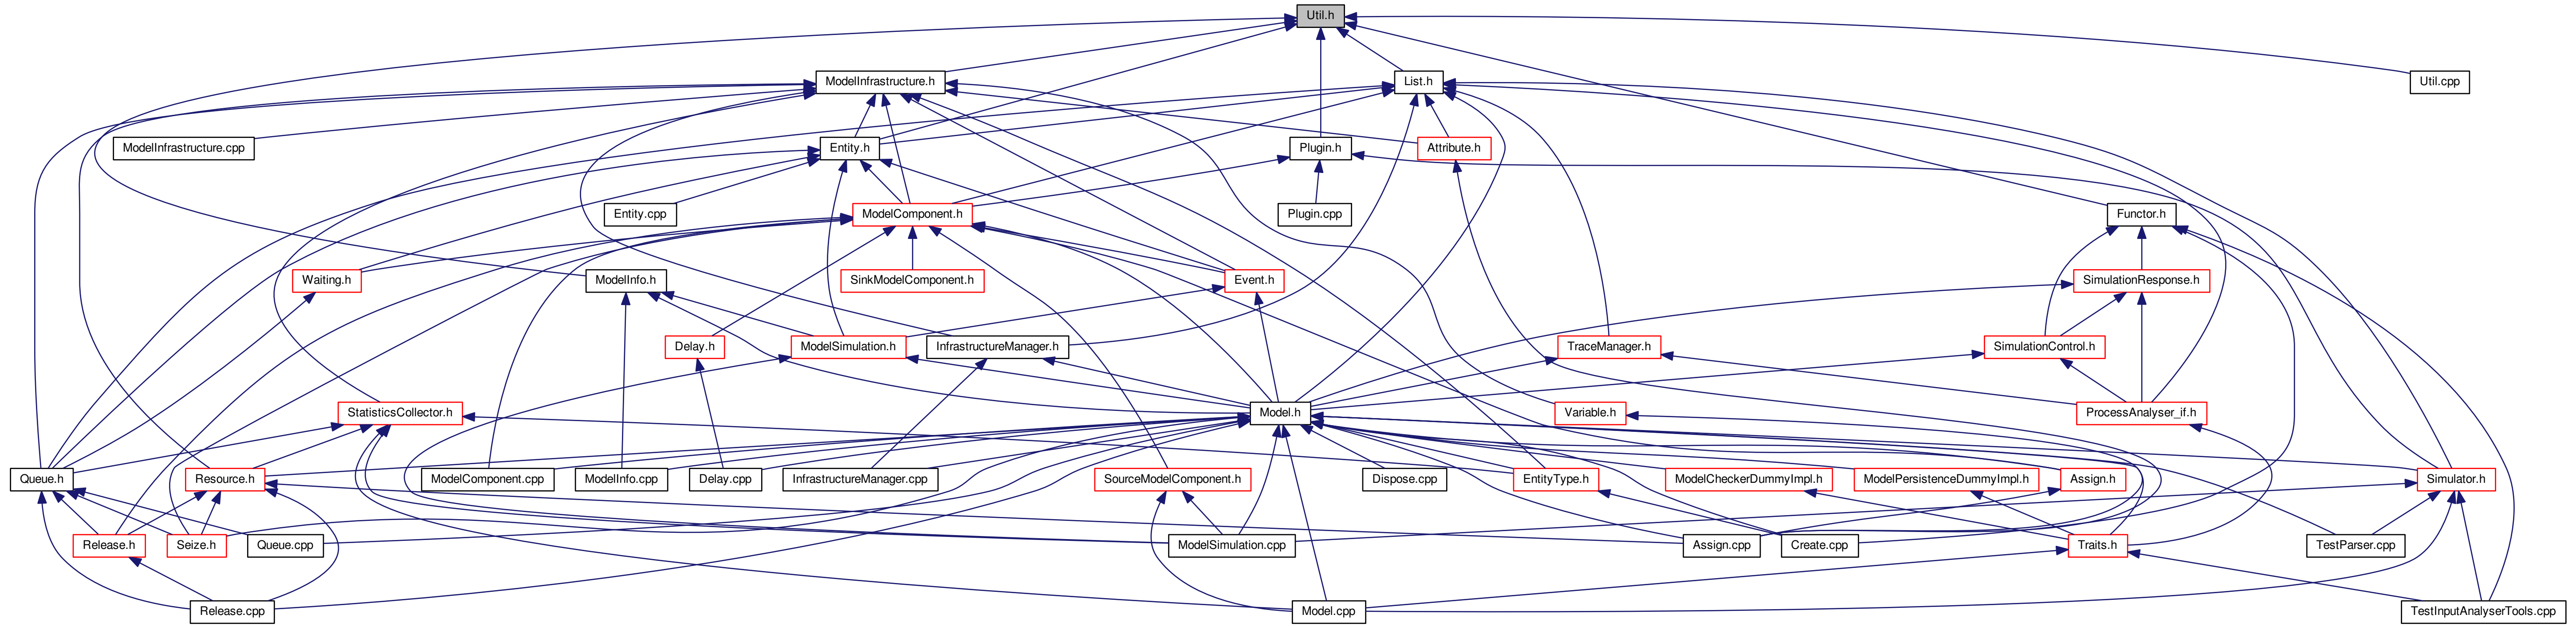 Util.h
ModelInfrastructure.h
List.h
Util.cpp
ModelInfrastructure.cpp
Entity.h
Plugin.h
Attribute.h
Entity.cpp
ModelComponent.h
Plugin.cpp
Functor.h
Waiting.h
ModelInfo.h
SinkModelComponent.h
Event.h
SimulationResponse.h
Delay.h
ModelSimulation.h
InfrastructureManager.h
TraceManager.h
SimulationControl.h
StatisticsCollector.h
Model.h
Variable.h
ProcessAnalyser_if.h
Queue.h
Resource.h
ModelComponent.cpp
ModelInfo.cpp
Delay.cpp
InfrastructureManager.cpp
SourceModelComponent.h
Dispose.cpp
EntityType.h
ModelCheckerDummyImpl.h
ModelPersistenceDummyImpl.h
Assign.h
Simulator.h
Release.h
Seize.h
Queue.cpp
ModelSimulation.cpp
Assign.cpp
Create.cpp
Traits.h
TestParser.cpp
Release.cpp
Model.cpp
TestInputAnalyserTools.cpp